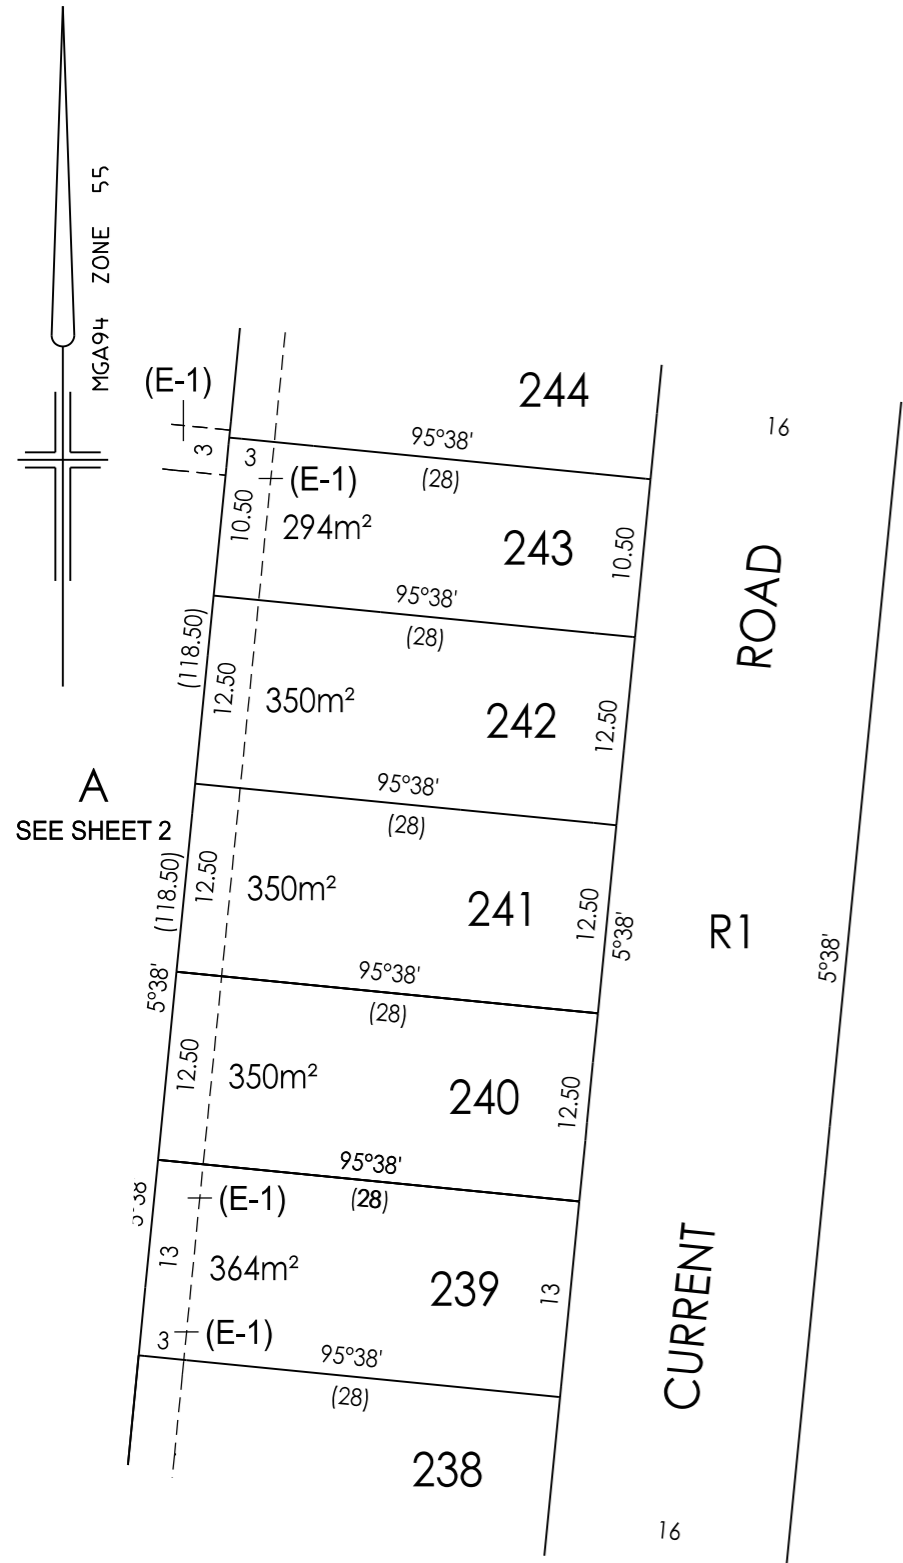 MGA94 ZONE 55
(E-1)
244
16
95°38'
3
3
(28)
(E-1)
10.50
294m²
243
10.50
ROAD
95°38'
(118.50)
(28)
12.50
350m²
242
12.50
A
SEE SHEET 2
95°38'
(28)
(118.50)
12.50
350m²
241
12.50
5°38'
R1
5°38'
5°38'
95°38'
(28)
12.50
350m²
240
12.50
95°38'
(28)
5°38
(E-1)
13
364m²
239
13
CURRENT
3
(E-1)
95°38'
(28)
238
16